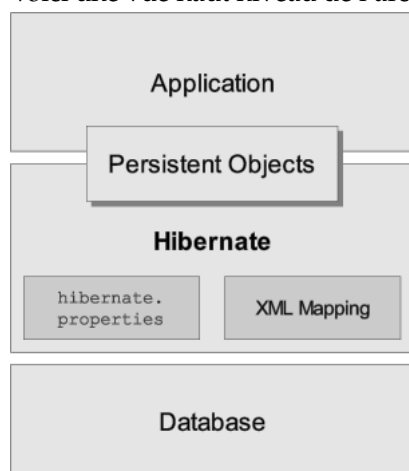 Application
Persistent Objects
Hibernate
hibernate.
properties
XML Mapping
Database